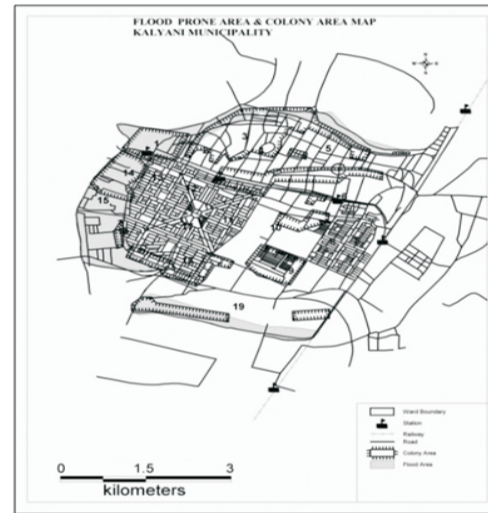 FLOOD PRONE AREA & COLONY AREA MAP
KALYANI MUNICIPALITY
1
3
5
14
15
10
19
Ward Boundary
Station
Railway
Road
Colony Area
Flood Area
0 1.5 3
kilometers